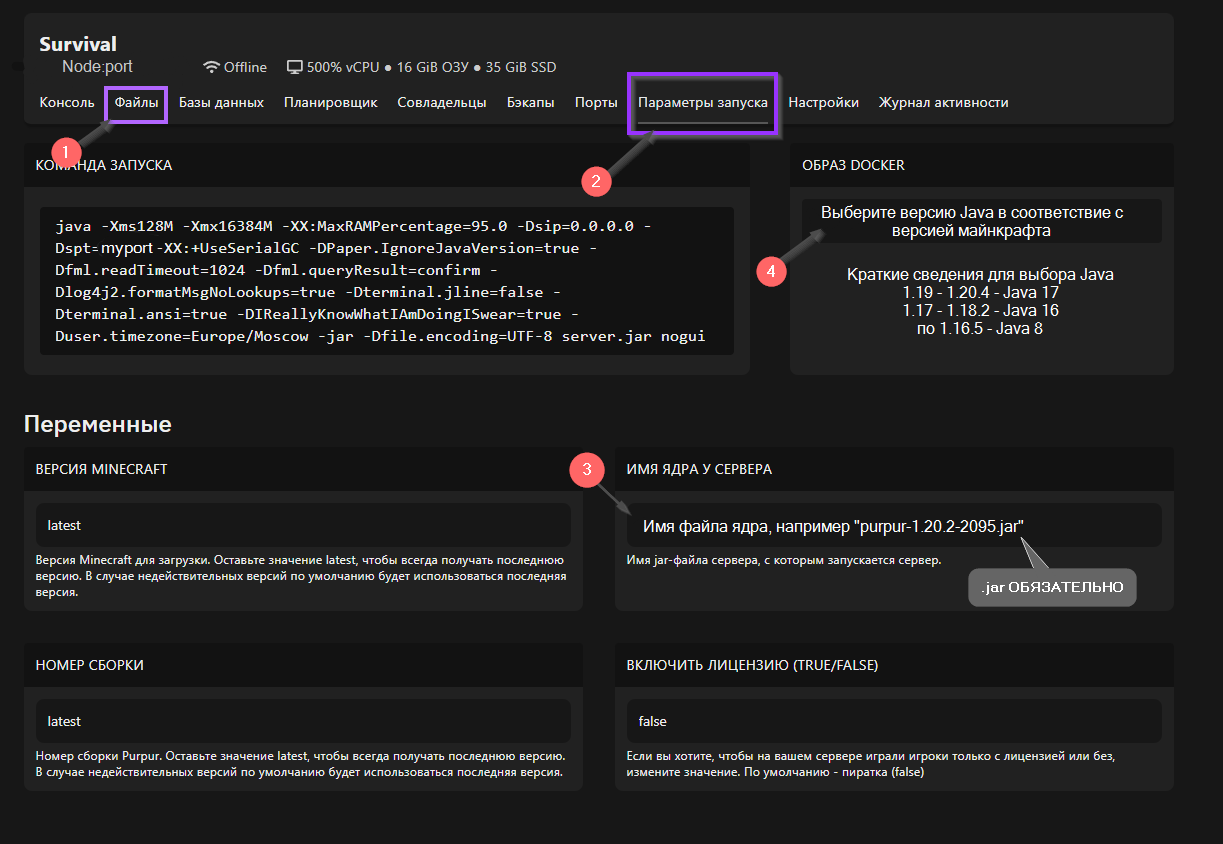 Survival
Node:port
Offline
500% vCPU ● 16 GiB ОЗУ ● 35 GiB SSD
Консоль Файлы Базы данных Планировщик Совладельцы Бэкапы Порты Параметры запуска Настройки Журнал активности
1
2
КОМАНДА ЗАПУСКА
java -Xms128M -Xmx16384M -XX:MaxRAMPercentage=95.0 -Dsip=0.0.0.0 -
Dspt=myport -XX:+UseSerialGC -DPaper.IgnoreJavaVersion=true -
Dfml.readTimeout=1024 -Dfml.queryResult=confirm -
Dlog4j2.formatMsgNoLookups=true -Dterminal.jline=false -
Dterminal.ansi=true -DIReallyKnowWhatIAmDoingISwear=true -
Duser.timezone=Europe/Moscow -jar -Dfile.encoding=UTF-8 server.jar nogui
ОБРАЗ DOCKER
Выберите версию Java в соответствие с
версией майнкрафта
4
Краткие сведения для выбора Java
1.19 - 1.20.4 - Java 17
1.17 - 1.18.2 - Java 16
по 1.16.5 - Java 8
Переменные
ВЕРСИЯ MINECRAFT
latest
Версия Minecraft для загрузки. Оставьте значение latest, чтобы всегда получать последнюю
версию. В случае недействительных версий по умолчанию будет использоваться последняя
версия.
3
ИМЯ ЯДРА У СЕРВЕРА
Имя файла ядра, например "purpur-1.20.2-2095.jar"
Имя jar-файла сервера, с которым запускается сервер.
.jar ОБЯЗАТЕЛЬНО
НОМЕР СБОРКИ
latest
Номер сборки Purpur. Оставьте значение latest, чтобы всегда получать последнюю версию.
В случае недействительных версий по умолчанию будет использоваться последняя версия.
ВКЛЮЧИТЬ ЛИЦЕНЗИЮ (TRUE/FALSE)
false
Если вы хотите, чтобы на вашем сервере играли игроки только с лицензией или без,
измените значение. По умолчанию - пиратка (false)